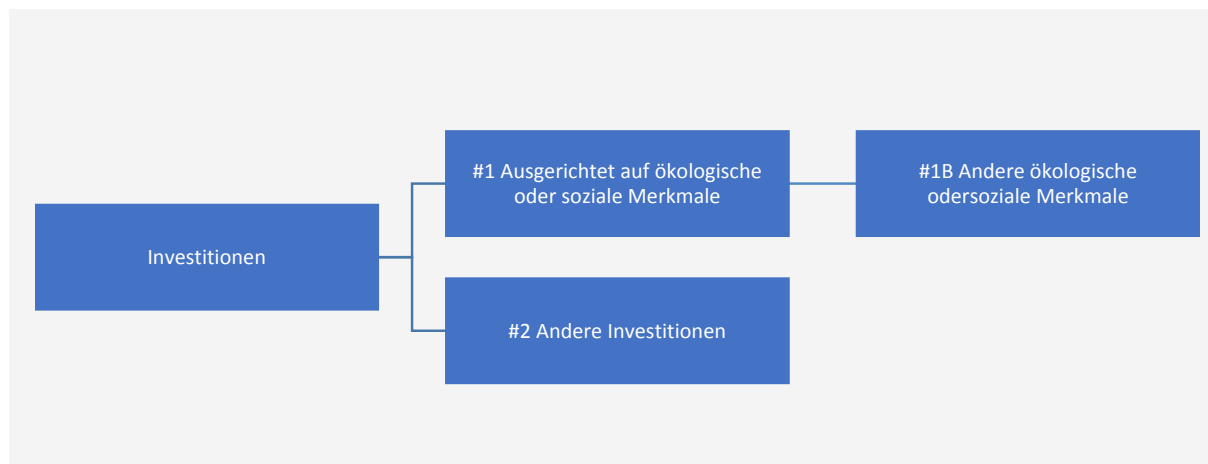 #1 Ausgerichtet auf ökologische
oder soziale Merkmale
#1B Andere ökologische
odersoziale Merkmale
Investitionen
#2 Andere Investitionen